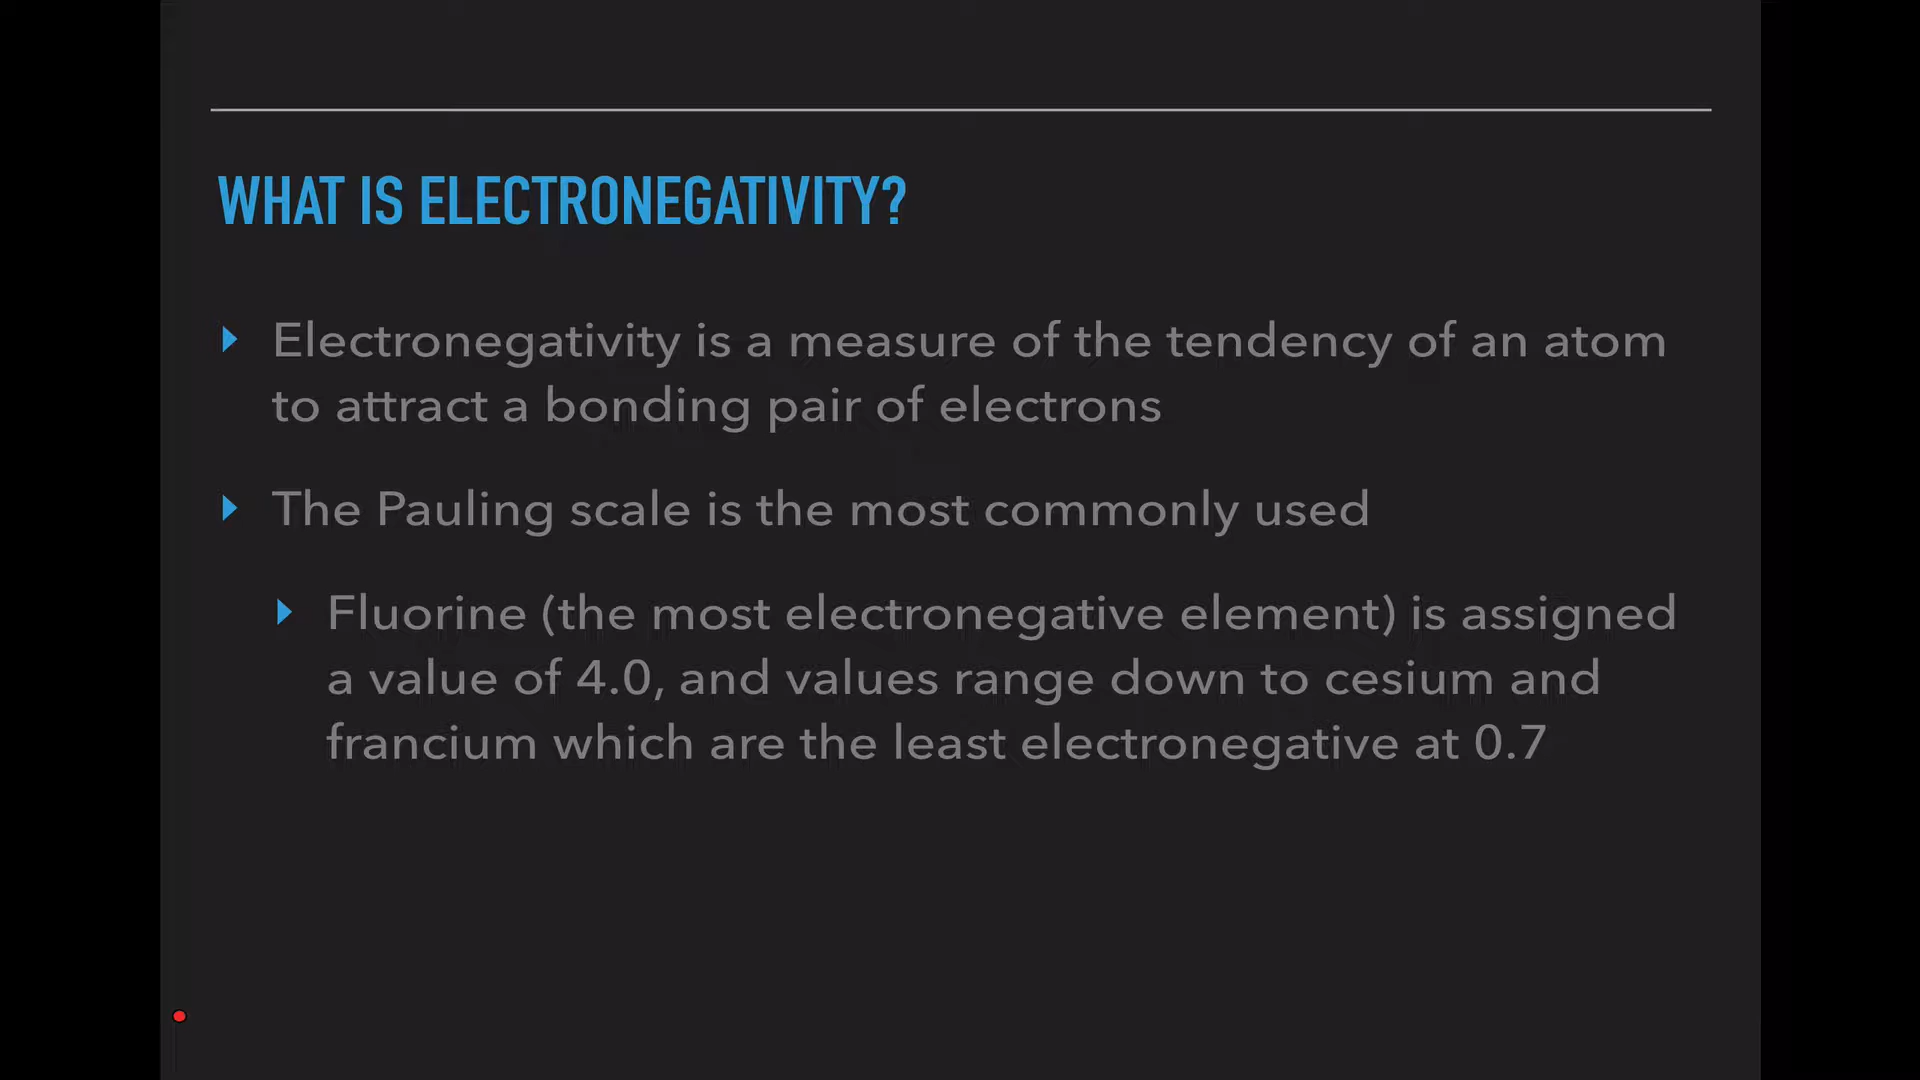 WHAT IS ELECTRONEGATIVITY?
Electronegativity is a measure of the tendency of an atom
to attract a bonding pair of electrons
The Pauling scale is the most commonly used
Fluorine (the most electronegative element) is assigned
a value of 4.0, and values range down to cesium and
francium which are the least electronegative at 0.7